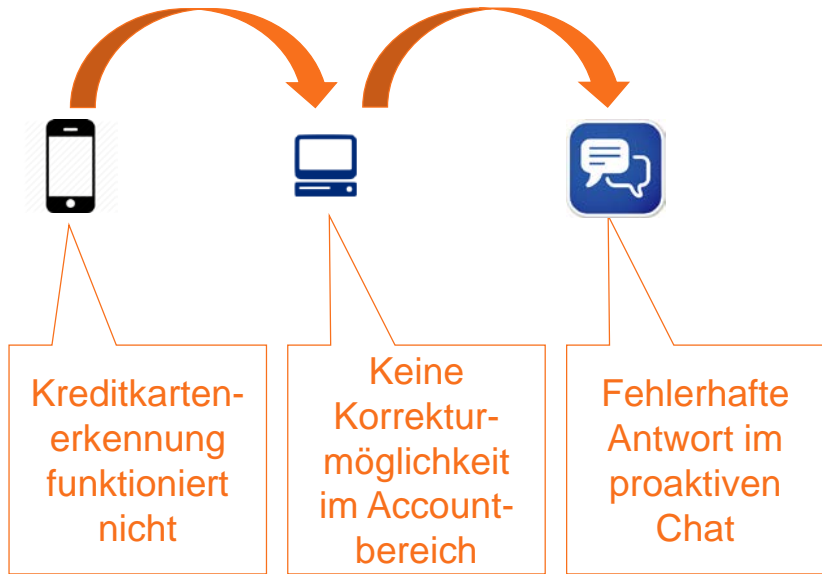 Kreditkarten-
erkennung
funktioniert
nicht
Keine
Korrektur-
möglichkeit
im Account-
bereich
Fehlerhafte
Antwort im
proaktiven
Chat